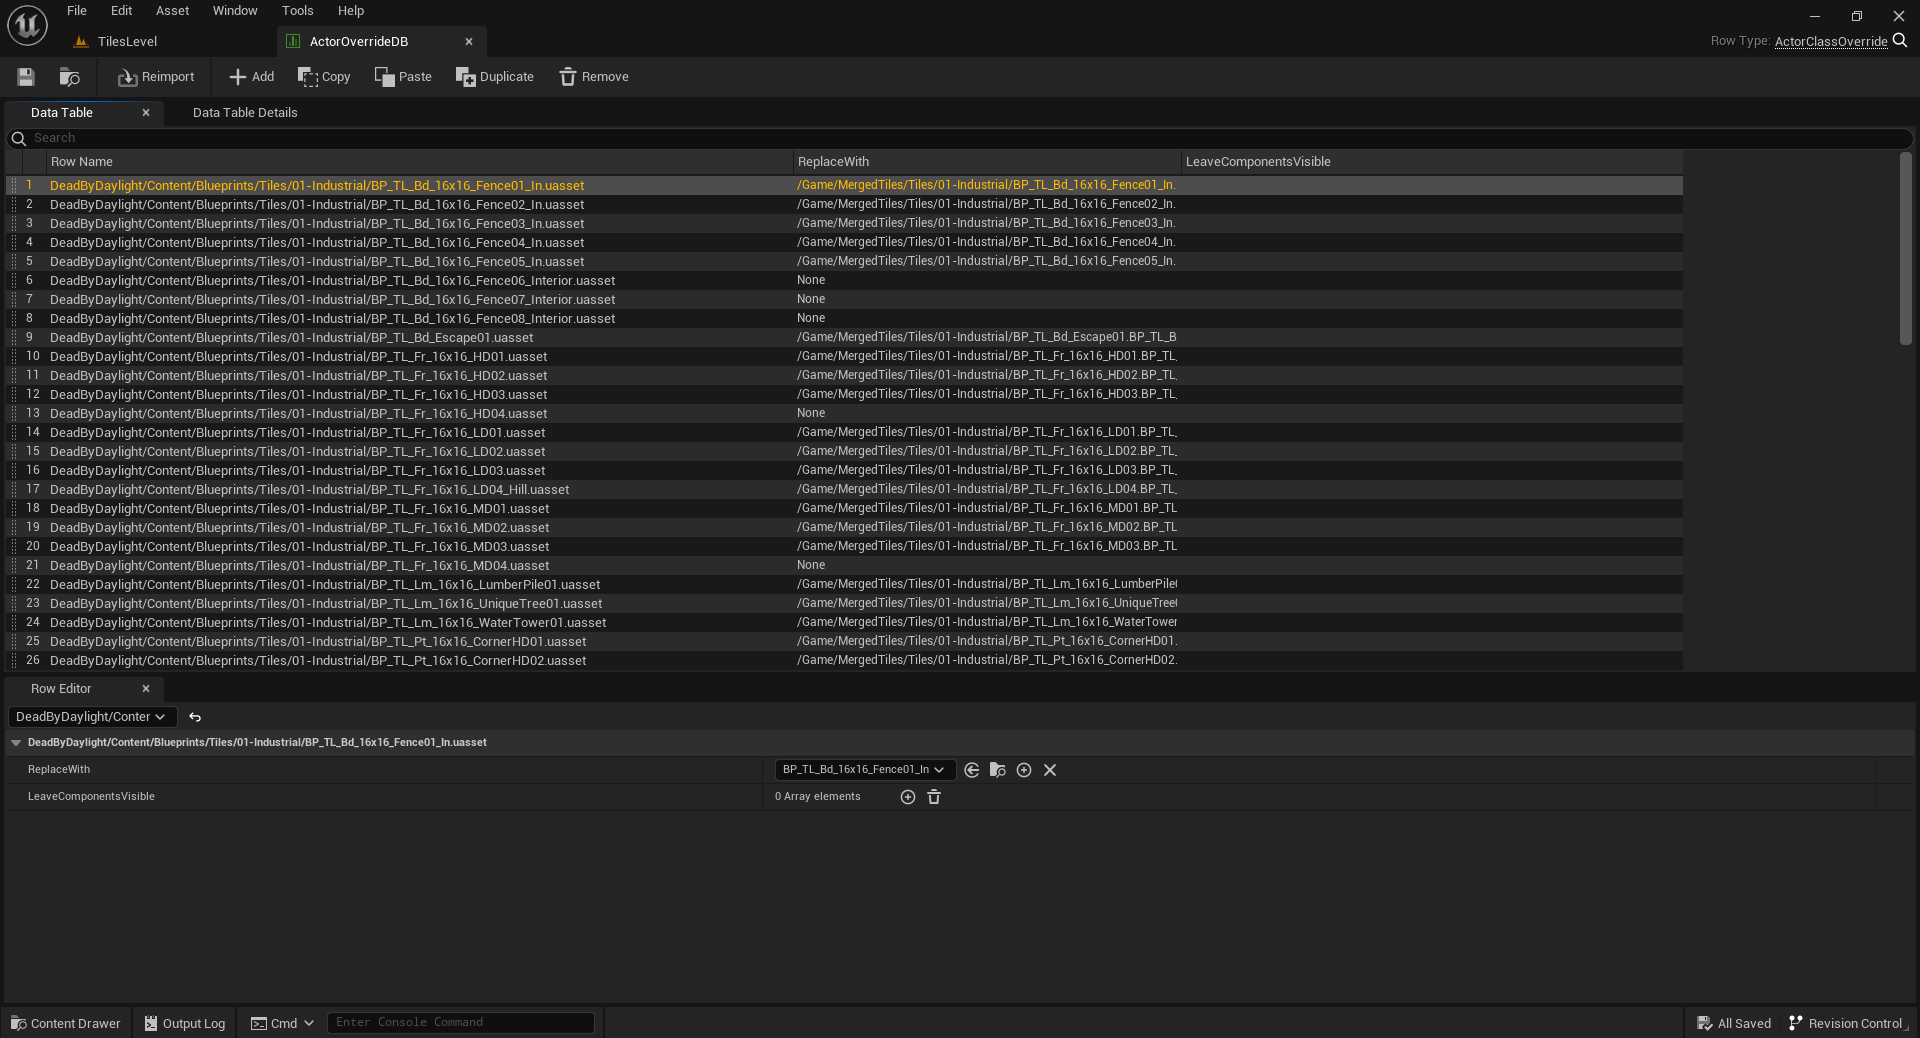 File Edit Asset Window Tools Help
TilesLevel ActorOverrideDB Row Type: ActorClassOverride
Reimport Add Copy Paste Duplicate Remove
Data Table Data Table Details
Search
Row Name ReplaceWith LeaveComponentsVisible
1 DeadByDaylight/Content/Blueprints/Tiles/01-Industrial/BP_TL_Bd_16x16_Fence01_In.uasset /Game/MergedTiles/Tiles/01-Industrial/BP_TL_Bd_16x16_Fence01_In.
2 DeadByDaylight/Content/Blueprints/Tiles/01-Industrial/BP_TL_Bd_16x16_Fence02_In.uasset /Game/MergedTiles/Tiles/01-Industrial/BP_TL_Bd_16x16_Fence02_In.
3 DeadByDaylight/Content/Blueprints/Tiles/01-Industrial/BP_TL_Bd_16x16_Fence03_In.uasset /Game/MergedTiles/Tiles/01-Industrial/BP_TL_Bd_16x16_Fence03_In.
4 DeadByDaylight/Content/Blueprints/Tiles/01-Industrial/BP_TL_Bd_16x16_Fence04_In.uasset /Game/MergedTiles/Tiles/01-Industrial/BP_TL_Bd_16x16_Fence04_In.
5 DeadByDaylight/Content/Blueprints/Tiles/01-Industrial/BP_TL_Bd_16x16_Fence05_In.uasset /Game/MergedTiles/Tiles/01-Industrial/BP_TL_Bd_16x16_Fence05_In.
6 DeadByDaylight/Content/Blueprints/Tiles/01-Industrial/BP_TL_Bd_16x16_Fence06_Interior.uasset None
7 DeadByDaylight/Content/Blueprints/Tiles/01-Industrial/BP_TL_Bd_16x16_Fence07_Interior.uasset None
8 DeadByDaylight/Content/Blueprints/Tiles/01-Industrial/BP_TL_Bd_16x16_Fence08_Interior.uasset None
9 DeadByDaylight/Content/Blueprints/Tiles/01-Industrial/BP_TL_Bd_Escape01.uasset /Game/MergedTiles/Tiles/01-Industrial/BP_TL_Bd_Escape01.BP_TL_B
10 DeadByDaylight/Content/Blueprints/Tiles/01-Industrial/BP_TL_Fr_16x16_HD01.uasset /Game/MergedTiles/Tiles/01-Industrial/BP_TL_Fr_16x16_HD01.BP_TL_
11 DeadByDaylight/Content/Blueprints/Tiles/01-Industrial/BP_TL_Fr_16x16_HD02.uasset /Game/MergedTiles/Tiles/01-Industrial/BP_TL_Fr_16x16_HD02.BP_TL_
12 DeadByDaylight/Content/Blueprints/Tiles/01-Industrial/BP_TL_Fr_16x16_HD03.uasset /Game/MergedTiles/Tiles/01-Industrial/BP_TL_Fr_16x16_HD03.BP_TL_
13 DeadByDaylight/Content/Blueprints/Tiles/01-Industrial/BP_TL_Fr_16x16_HD04.uasset None
14 DeadByDaylight/Content/Blueprints/Tiles/01-Industrial/BP_TL_Fr_16x16_LD01.uasset /Game/MergedTiles/Tiles/01-Industrial/BP_TL_Fr_16x16_LD01.BP_TL_
15 DeadByDaylight/Content/Blueprints/Tiles/01-Industrial/BP_TL_Fr_16x16_LD02.uasset /Game/MergedTiles/Tiles/01-Industrial/BP_TL_Fr_16x16_LD02.BP_TL_
16 DeadByDaylight/Content/Blueprints/Tiles/01-Industrial/BP_TL_Fr_16x16_LD03.uasset /Game/MergedTiles/Tiles/01-Industrial/BP_TL_Fr_16x16_LD03.BP_TL_
17 DeadByDaylight/Content/Blueprints/Tiles/01-Industrial/BP_TL_Fr_16x16_LD04_Hill.uasset /Game/MergedTiles/Tiles/01-Industrial/BP_TL_Fr_16x16_LD04.BP_TL_
18 DeadByDaylight/Content/Blueprints/Tiles/01-Industrial/BP_TL_Fr_16x16_MD01.uasset /Game/MergedTiles/Tiles/01-Industrial/BP_TL_Fr_16x16_MD01.BP_TL
19 DeadByDaylight/Content/Blueprints/Tiles/01-Industrial/BP_TL_Fr_16x16_MD02.uasset /Game/MergedTiles/Tiles/01-Industrial/BP_TL_Fr_16x16_MD02.BP_TL
20 DeadByDaylight/Content/Blueprints/Tiles/01-Industrial/BP_TL_Fr_16x16_MD03.uasset /Game/MergedTiles/Tiles/01-Industrial/BP_TL_Fr_16x16_MD03.BP_TL
21 DeadByDaylight/Content/Blueprints/Tiles/01-Industrial/BP_TL_Fr_16x16_MD04.uasset None
22 DeadByDaylight/Content/Blueprints/Tiles/01-Industrial/BP_TL_Lm_16x16_LumberPile01.uasset /Game/MergedTiles/Tiles/01-Industrial/BP_TL_Lm_16x16_LumberPile
23 DeadByDaylight/Content/Blueprints/Tiles/01-Industrial/BP_TL_Lm_16x16_UniqueTree01.uasset /Game/MergedTiles/Tiles/01-Industrial/BP_TL_Lm_16x16_UniqueTree
24 DeadByDaylight/Content/Blueprints/Tiles/01-Industrial/BP_TL_Lm_16x16_WaterTower01.uasset /Game/MergedTiles/Tiles/01-Industrial/BP_TL_Lm_16x16_WaterTower
25 DeadByDaylight/Content/Blueprints/Tiles/01-Industrial/BP_TL_Pt_16x16_CornerHD01.uasset /Game/MergedTiles/Tiles/01-Industrial/BP_TL_Pt_16x16_CornerHD01.
26 DeadByDaylight/Content/Blueprints/Tiles/01-Industrial/BP_TL_Pt_16x16_CornerHD02.uasset /Game/MergedTiles/Tiles/01-Industrial/BP_TL_Pt_16x16_CornerHD02.
Row Editor
DeadByDaylight/Conter
DeadByDaylight/Content/Blueprints/Tiles/01-Industrial/BP_TL_Bd_16x16_Fence01_In.uasset
ReplaceWith BP_TL_Bd_16x16_Fence01_In
LeaveComponentsVisible 0 Array elements
Content Drawer Output Log Cmd Enter Console Command All Saved Revision Control